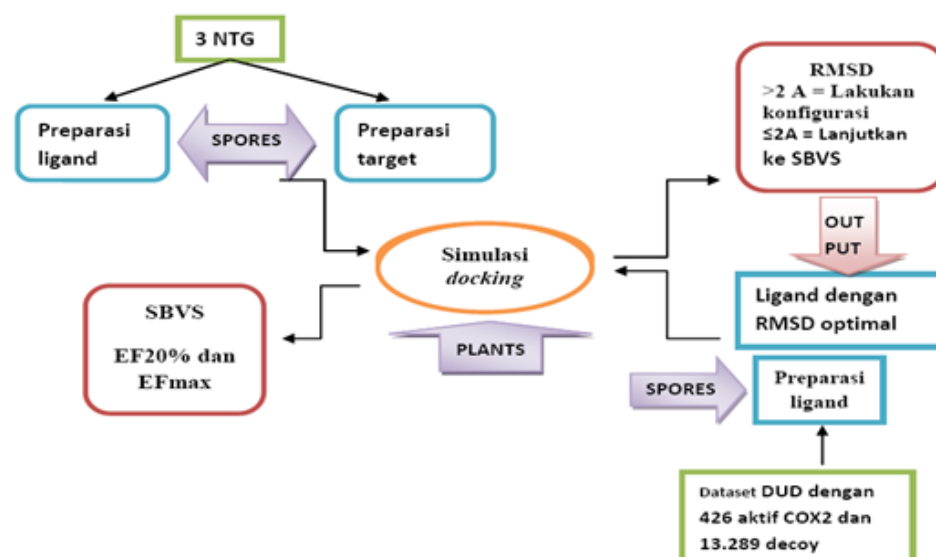 3 NTG
Preparasi
ligand
SPORES
Preparasi
target
RMSD
>2 A = Lakukan
konfigurasi
≤2A = Lanjutkan
ke SBVS
OUT
PUT
Simulasi
docking
Ligand dengan
RMSD optimal
SBVS
EF20% dan
EFmax
PLANTS
SPORES
Preparasi
ligand
Dataset DUD dengan
426 aktif COX2 dan
13.289 decoy